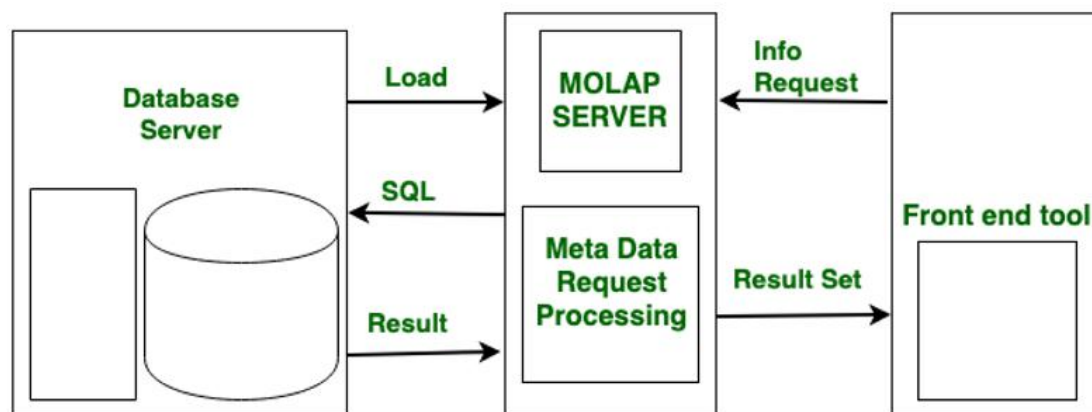 Database
Server
Load
SQL
Result
MOLAP
SERVER
Meta Data
Request
Processing
Info
Request
Result Set
Front end tool